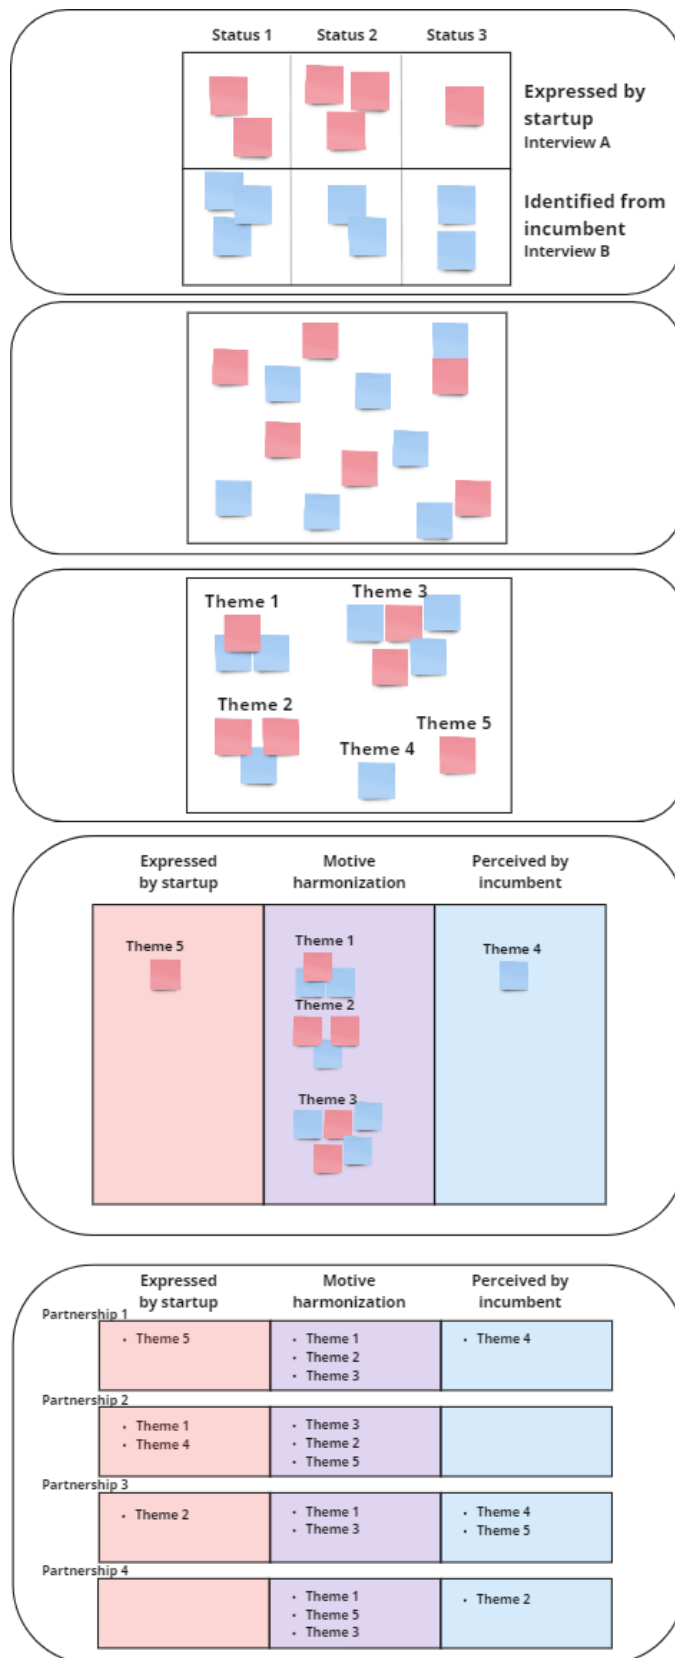 Status 1
Status 2
Status 3
Expressed by
startup
Interview A
Identified from
incumbent
Interview B
Theme 1
Theme 3
Theme 2
Theme 5
Theme 4
Expressed
by startup
Motive
harmonization
Perceived by
incumbent
Theme 5
Theme 1
Theme 4
Theme 2
Theme 3
Expressed
by startup
Motive
harmonization
Perceived by
incumbent
Partnership 1
• Theme 5
• Theme 1
• Theme 2
• Theme 3
• Theme 4
Partnership 2
• Theme 1
• Theme 4
• Theme 3
• Theme 2
• Theme 5
Partnership 3
• Theme 2
• Theme 1
• Theme 3
• Theme 4
• Theme 5
Partnership 4
• Theme 1
• Theme 5
• Theme 3
• Theme 2